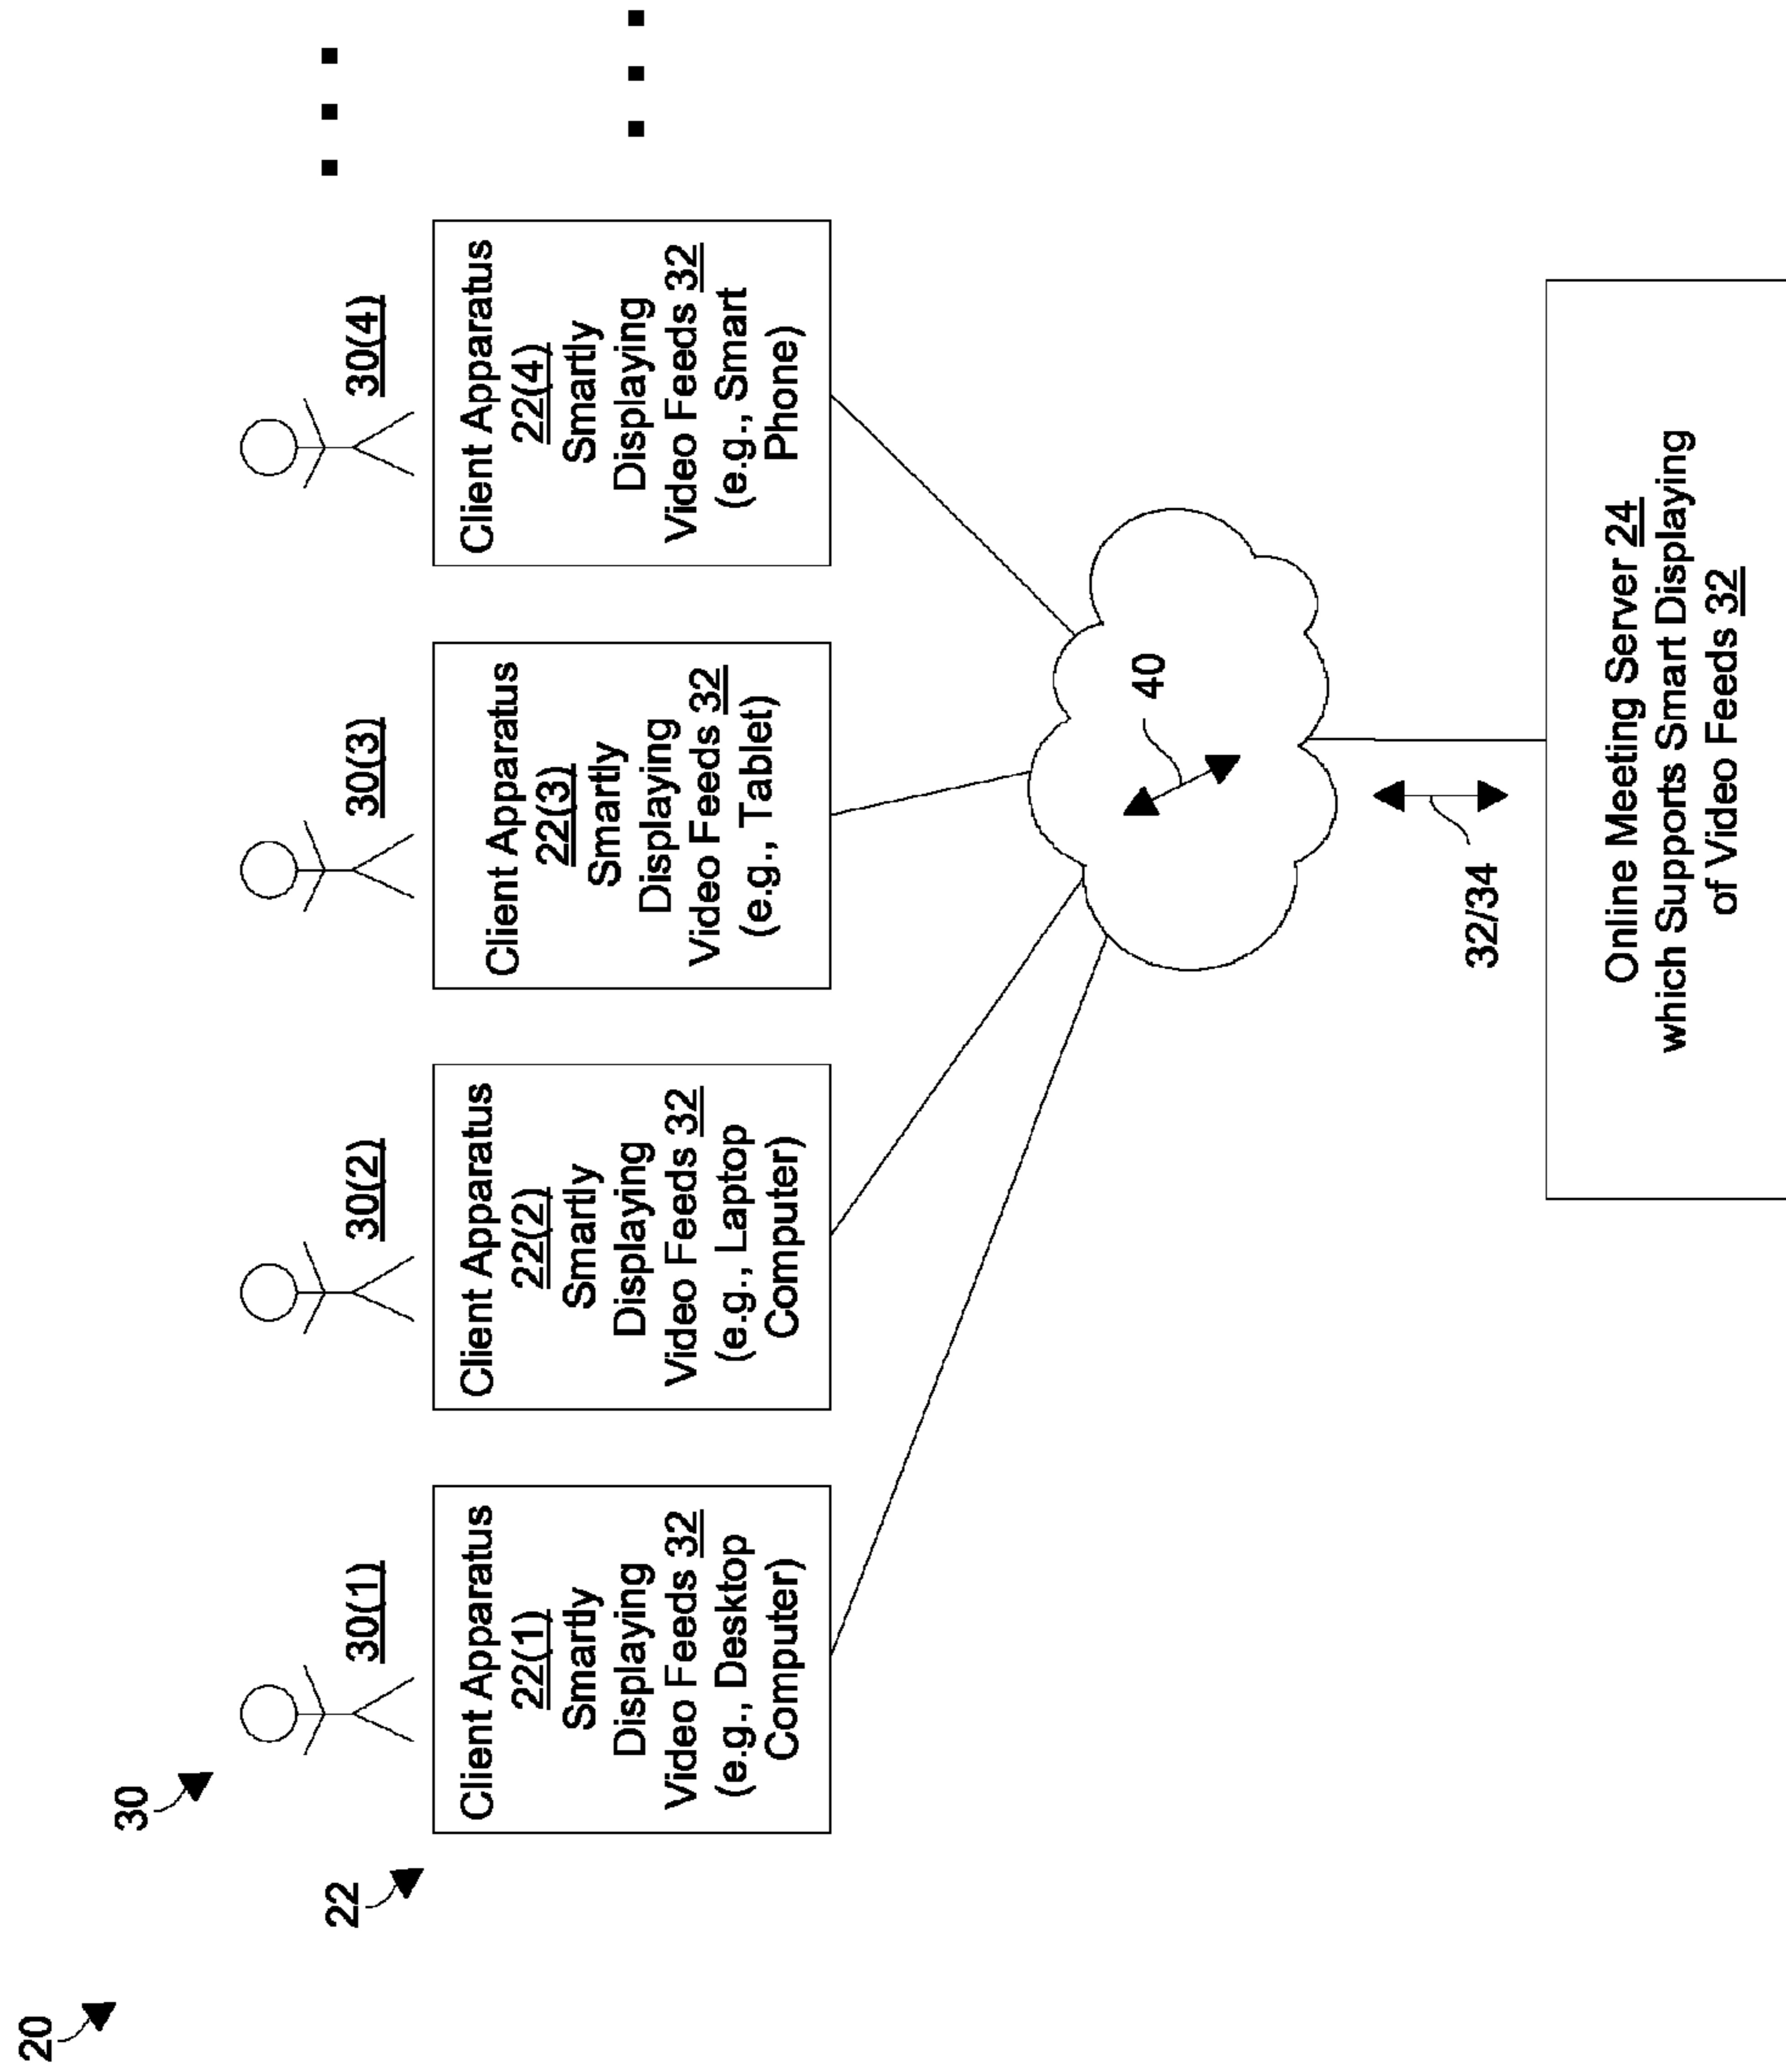 20
30
22
30(1)
30(2)
30(3)
30(4)
Client Apparatus
22(1)
Smartly
Displaying
Video Feeds 32
(e.g., Desktop
Computer)
Client Apparatus
22(2)
Smartly
Displaying
Video Feeds 32
(e.g., Laptop
Computer)
Client Apparatus
22(3)
Smartly
Displaying
Video Feeds 32
(e.g., Tablet)
Client Apparatus
22(4)
Smartly
Displaying
Video Feeds 32
(e.g., Smart
Phone)
40
32/34
Online Meeting Server 24
which Supports Smart Displaying
of Video Feeds 32